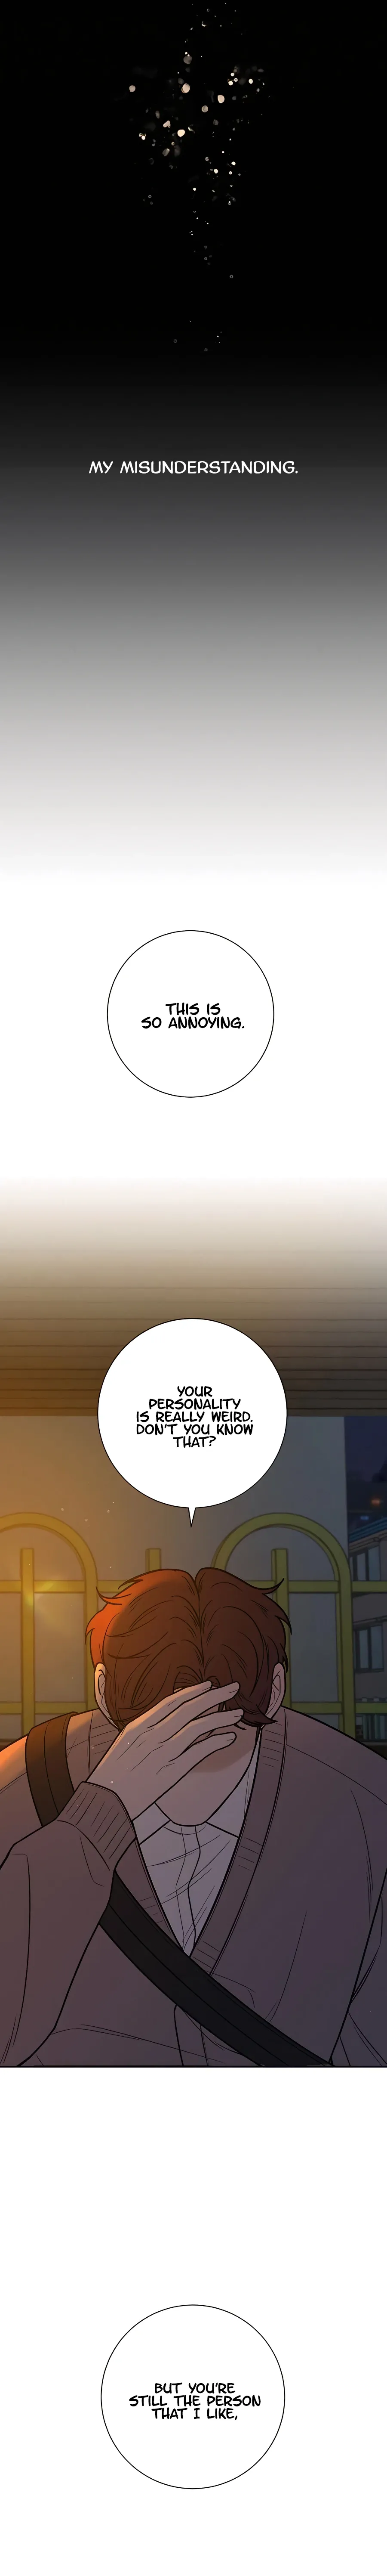 MY MISUNDERSTANDING.
THIS IS
SO ANNOYING.
YOUR
PERSONALITY
IS REALLY WEIRD.
DON'T YOU KNOW
THAT?
BUT YOU'RE
STILL THE PERSON
THAT I LIKE,